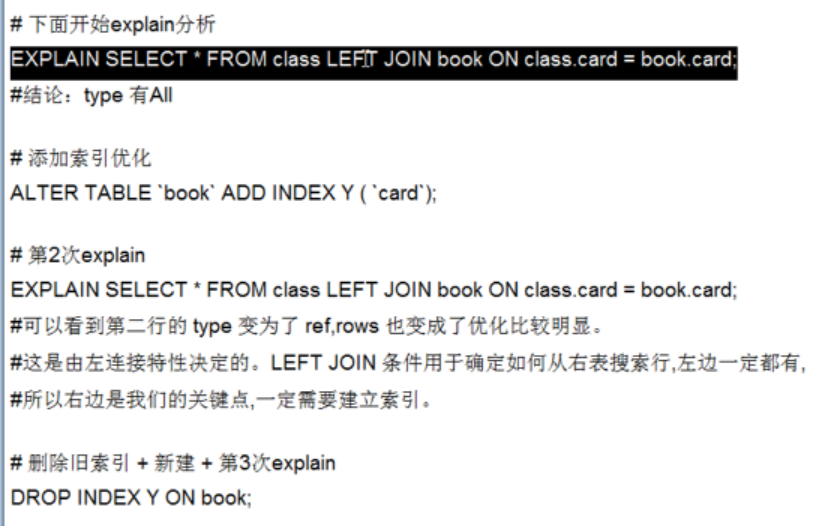 # 下面开始explain分析
EXPLAIN SELECT * FROM class LEFT JOIN book ON class.card = book.card;
#结论：type 有All
# 添加索引优化
ALTER TABLE `book` ADD INDEX Y ( `card`);
# 第2次explain
EXPLAIN SELECT * FROM class LEFT JOIN book ON class.card = book.card;
#可以看到第二行的 type 变为了 ref,rows 也变成了优化比较明显。
#这是由左连接特性决定的。LEFT JOIN 条件用于确定如何从右表搜索行,左边一定都有,
#所以右边是我们的关键点,一定需要建立索引。
# 删除旧索引 + 新建 + 第3次explain
DROP INDEX Y ON book;